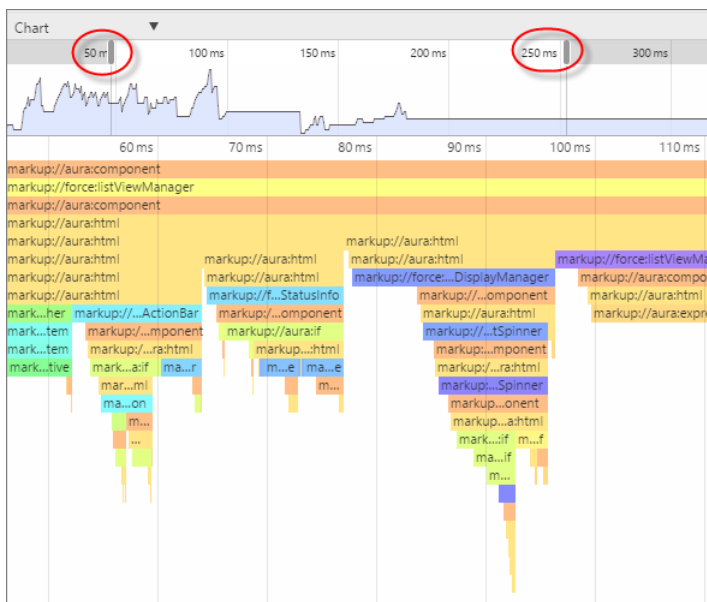 Chart ▼
50 m 100 ms 150 ms 200 ms 250 ms 300 ms
60 ms 70 ms 80 ms 90 ms 100 ms 110 ms
markup://aura:component
markup://force:listViewManager
markup://aura:component
markup://aura:html
markup://aura:html markup://aura:html
markup://aura:html markup://aura:html markup://aura:html markup://force:listViewMa
markup://aura:html markup://aura:html markup://force:...DisplayManager markup://aura:compo
markup://aura:html markup://f...StatusInfo markup:/...omponent markup://aura:html
mark...her markup://...ActionBar markup:/...omponent markup://aura:html markup://aura:expre
mark...tem markup:/...mponent markup://aura:if markup://...tSpinner
mark...tem markup:/...ra:html markup...:html markup:...mponent
mark...tive mark...a:if ma...r m...e ma...e markup:/...ra:html
mar...ml m... markup:...Spinner
ma...on markup...onent
m... markup...a:html
... mark...:if m...f
ma...if
m...